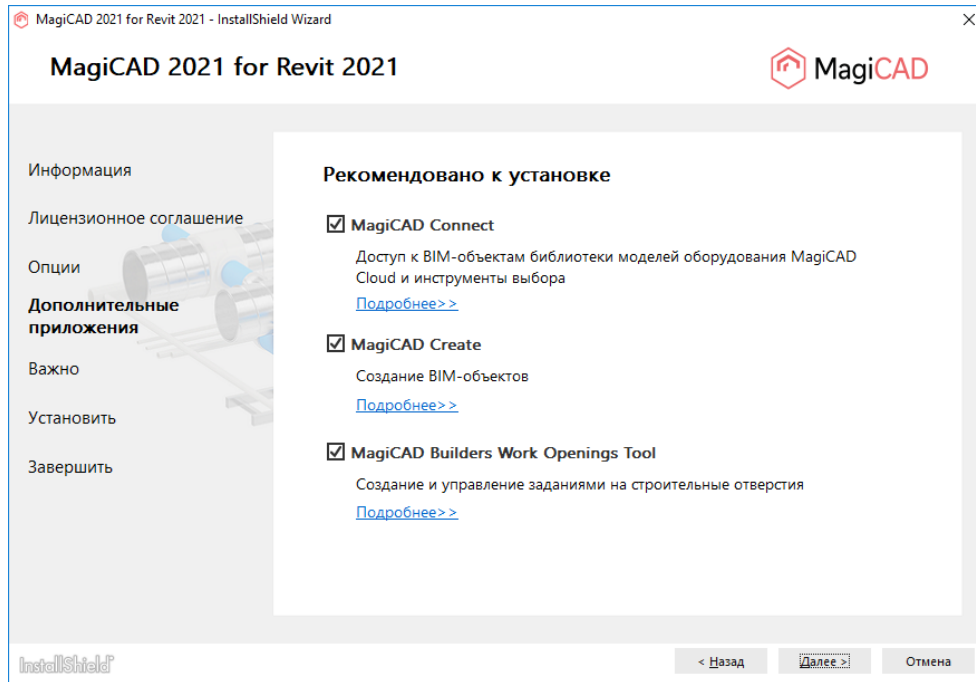 MagiCAD 2021 for Revit 2021 - InstallShield Wizard
MagiCAD 2021 for Revit 2021
MagiCAD
Информация
Лицензионное соглашение
Опции
Дополнительные
приложения
Важно
Установить
Завершить
Рекомендовано к установке
MagiCAD Connect
Доступ к BIM-объектам библиотеки моделей оборудования MagiCAD
Cloud и инструменты выбора
Подробнее>>
MagiCAD Create
Создание BIM-объектов
Подробнее>>
MagiCAD Builders Work Openings Tool
Создание и управление заданиями на строительные отверстия
Подробнее>>
InstallShield
< Назад
Далее >
Отмена